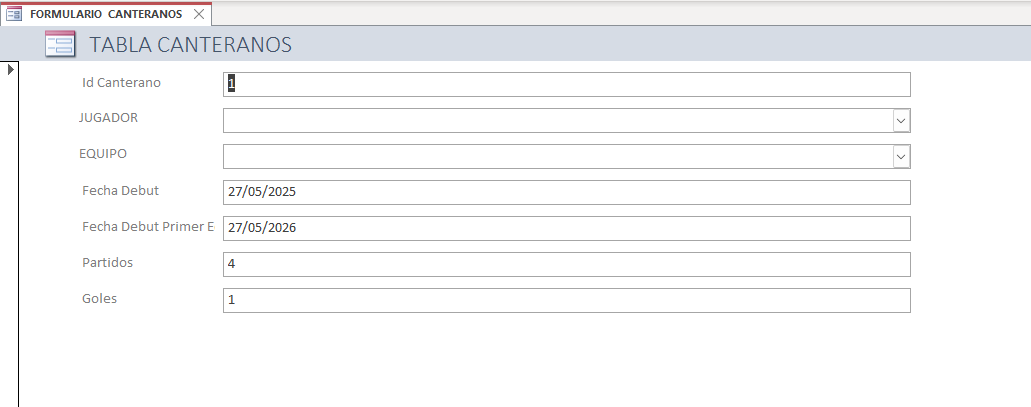 FORMULARIO CANTERANOS
TABLA CANTERANOS
Id Canterano 1
JUGADOR
EQUIPO
Fecha Debut 27/05/2025
Fecha Debut Primer E 27/05/2026
Partidos 4
Goles 1